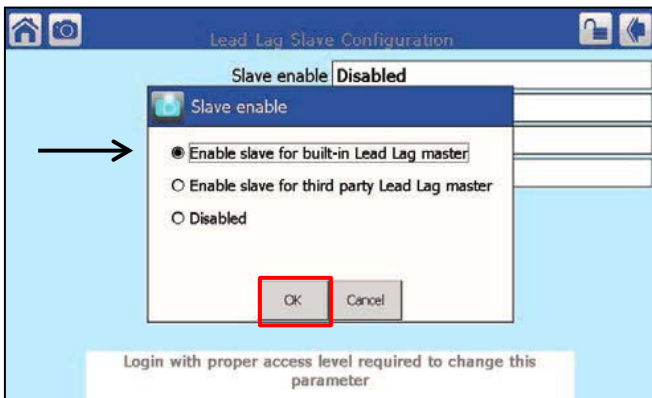 Lead Lag Slave Configuration
Slave enable Disabled
Slave enable
Enable slave for built-in Lead Lag master
Enable slave for third party Lead Lag master
Disabled
OK Cancel
Login with proper access level required to change this
parameter